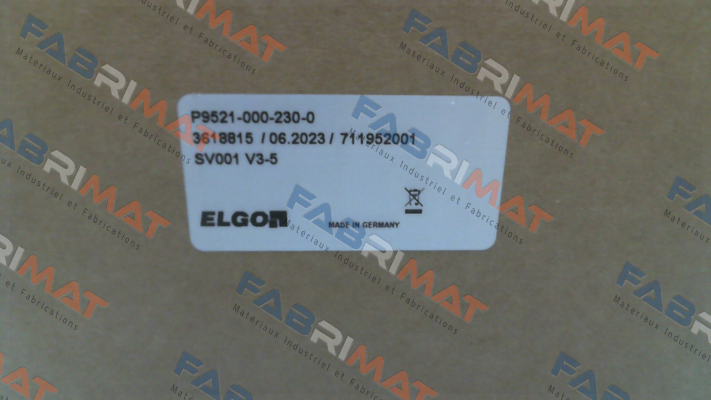 P9521-000-230-0
3618815 / 06.2023 / 711952001
SV001 V3-5
ELGO
MADE IN GERMANY
FABRIMAT
Materiaux Industriel et Fabrications